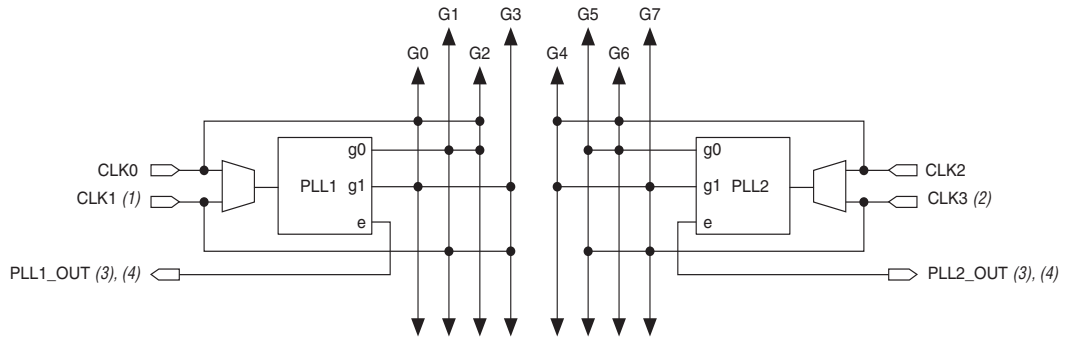 G1 G3 G5 G7
G0 G2 G4 G6
g0 g0
CLK0 CLK2
PLL1 g1 g1 PLL2
CLK1 (1) CLK3 (2)
e e
PLL1_OUT (3), (4) PLL2_OUT (3), (4)